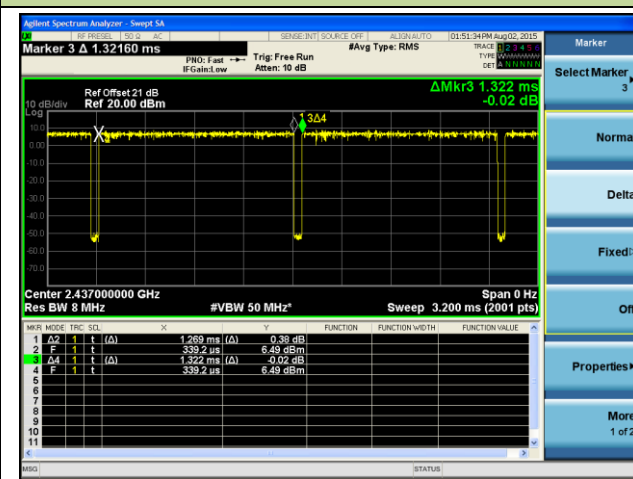 Agilent Spectrum Analyzer - Swept SA
RF PRESEL 50 Ω AC SENSE:INT SOURCE OFF ALIGN AUTO 01:51:34 PM Aug 02, 2015
Marker 3 Δ 1.32160 ms #Avg Type: RMS TRACE 1 2 3 4 5 6
PNO: Fast Trig: Free Run TYPE
IFGain:Low Atten: 10 dB DET A N N N N N
Marker
Select Marker
3
Normal
Delta
Fixed
Off
Properties
More
1 of 2
ΔMkr3 1.322 ms
-0.02 dB
Ref Offset 21 dB
10 dB/div Ref 20.00 dBm
Log
10.0
0.00
-10.0
-20.0
-30.0
-40.0
-50.0
-60.0
-70.0
3Δ4
Center 2.437000000 GHz Span 0 Hz
Res BW 8 MHz #VBW 50 MHz* Sweep 3.200 ms (2001 pts)
MKR MODE TRC SCL X Y FUNCTION FUNCTION WIDTH FUNCTION VALUE
1 Δ2 1 t (Δ) 1.269 ms (Δ) 0.38 dB
2 F 1 t 339.2 µs 6.49 dBm
3 Δ4 1 t (Δ) 1.322 ms (Δ) -0.02 dB
4 F 1 t 339.2 µs 6.49 dBm
5
6
7
8
9
10
11
MSG STATUS